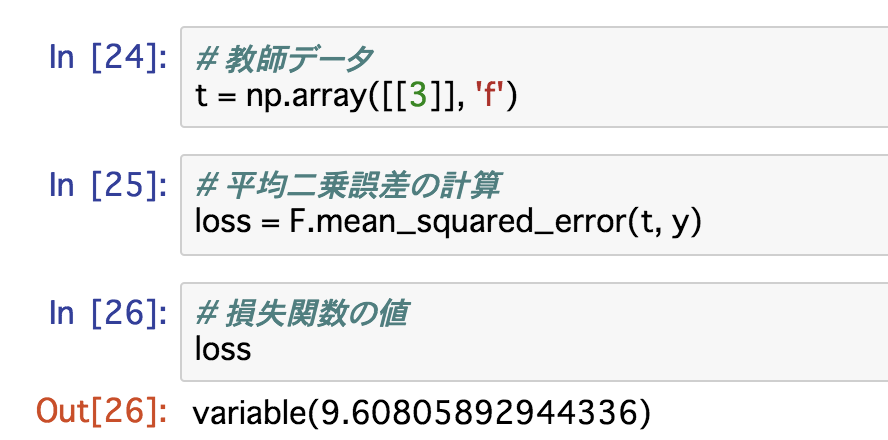 In [24]:
# 教師データ
t = np.array([[3]], 'f')
In [25]:
# 平均二乗誤差の計算
loss = F.mean_squared_error(t, y)
In [26]:
# 損失関数の値
loss
Out[26]:
variable(9.60805892944336)